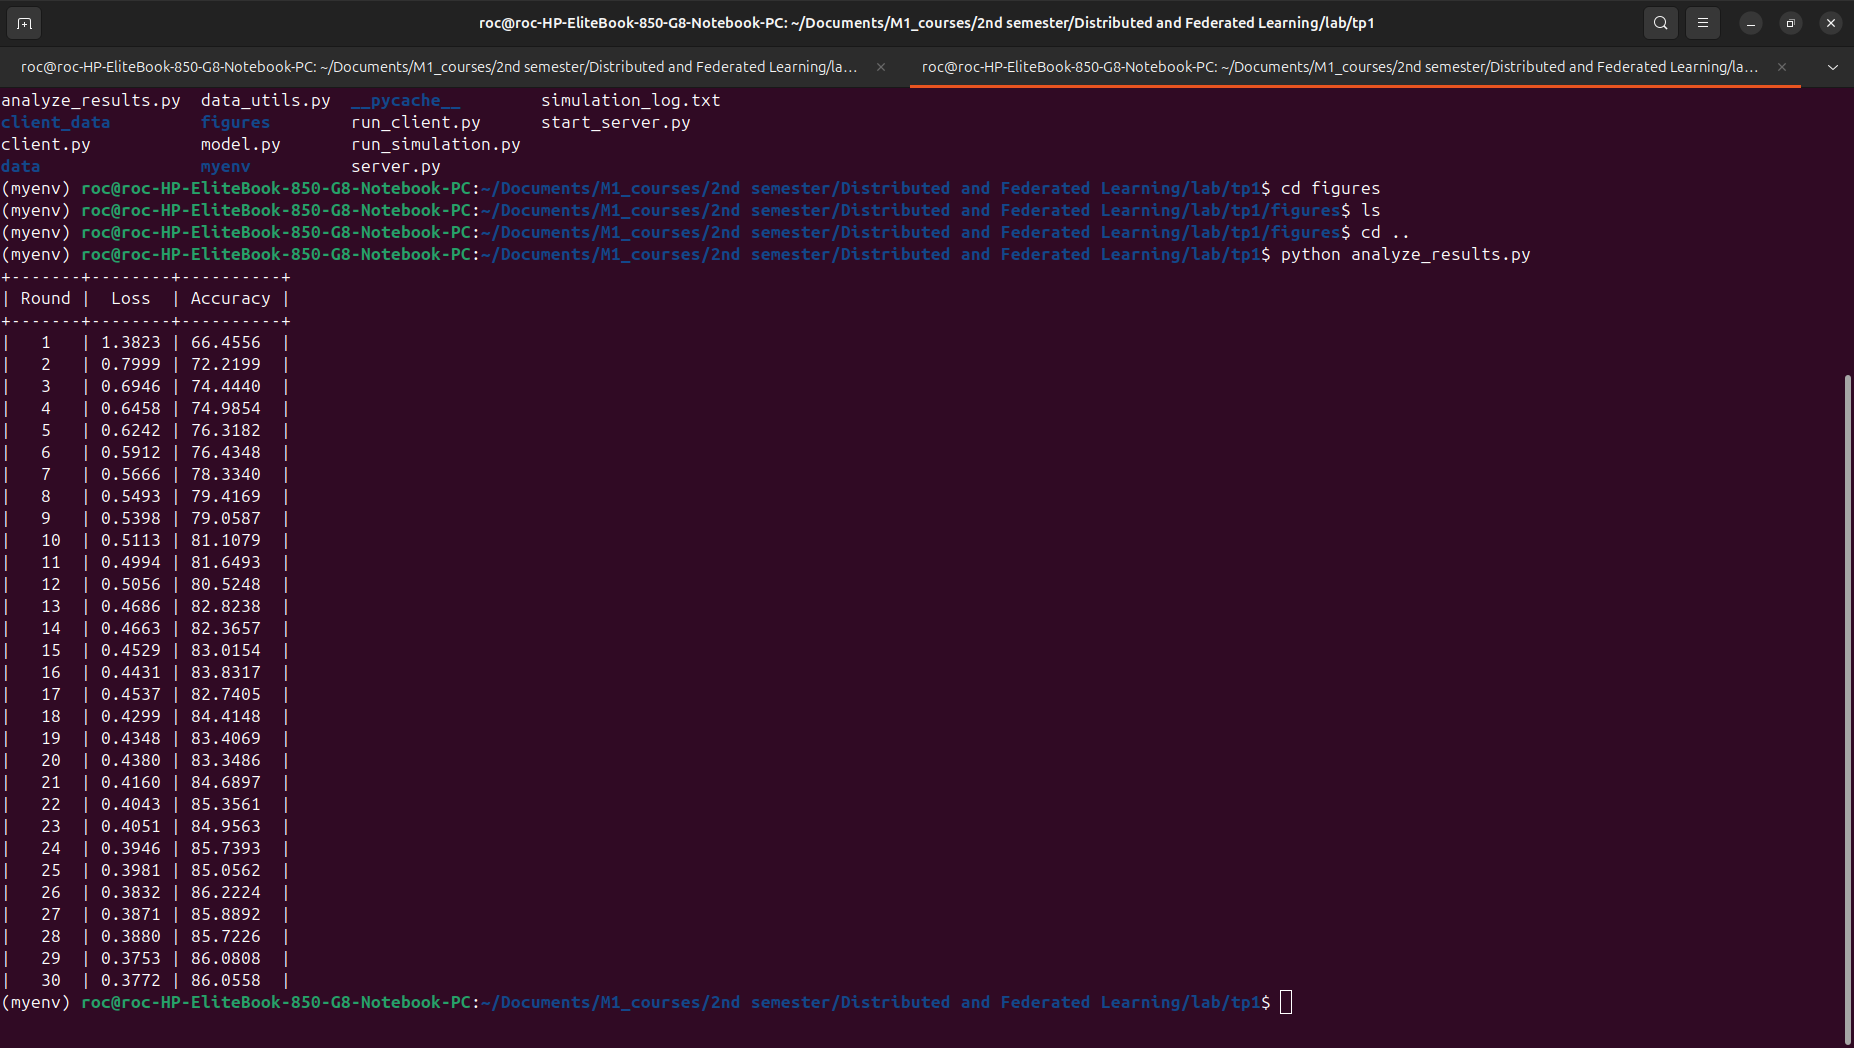 roc@roc-HP-EliteBook-850-G8-Notebook-PC: ~/Documents/M1_courses/2nd semester/Distributed and Federated Learning/lab/tp1
roc@roc-HP-EliteBook-850-G8-Notebook-PC: ~/Documents/M1_courses/2nd semester/Distributed and Federated Learning/la... × roc@roc-HP-EliteBook-850-G8-Notebook-PC: ~/Documents/M1_courses/2nd semester/Distributed and Federated Learning/la... ×
analyze_results.py  data_utils.py  __pycache__        simulation_log.txt
client_data         figures        run_client.py      start_server.py
client.py           model.py       run_simulation.py
data                myenv          server.py
(myenv) roc@roc-HP-EliteBook-850-G8-Notebook-PC:~/Documents/M1_courses/2nd semester/Distributed and Federated Learning/lab/tp1$ cd figures
(myenv) roc@roc-HP-EliteBook-850-G8-Notebook-PC:~/Documents/M1_courses/2nd semester/Distributed and Federated Learning/lab/tp1/figures$ ls
(myenv) roc@roc-HP-EliteBook-850-G8-Notebook-PC:~/Documents/M1_courses/2nd semester/Distributed and Federated Learning/lab/tp1/figures$ cd ..
(myenv) roc@roc-HP-EliteBook-850-G8-Notebook-PC:~/Documents/M1_courses/2nd semester/Distributed and Federated Learning/lab/tp1$ python analyze_results.py
+-------+--------+----------+
| Round |  Loss  | Accuracy |
+-------+--------+----------+
|   1   | 1.3823 | 66.4556  |
|   2   | 0.7999 | 72.2199  |
|   3   | 0.6946 | 74.4440  |
|   4   | 0.6458 | 74.9854  |
|   5   | 0.6242 | 76.3182  |
|   6   | 0.5912 | 76.4348  |
|   7   | 0.5666 | 78.3340  |
|   8   | 0.5493 | 79.4169  |
|   9   | 0.5398 | 79.0587  |
|   10  | 0.5113 | 81.1079  |
|   11  | 0.4994 | 81.6493  |
|   12  | 0.5056 | 80.5248  |
|   13  | 0.4686 | 82.8238  |
|   14  | 0.4663 | 82.3657  |
|   15  | 0.4529 | 83.0154  |
|   16  | 0.4431 | 83.8317  |
|   17  | 0.4537 | 82.7405  |
|   18  | 0.4299 | 84.4148  |
|   19  | 0.4348 | 83.4069  |
|   20  | 0.4380 | 83.3486  |
|   21  | 0.4160 | 84.6897  |
|   22  | 0.4043 | 85.3561  |
|   23  | 0.4051 | 84.9563  |
|   24  | 0.3946 | 85.7393  |
|   25  | 0.3981 | 85.0562  |
|   26  | 0.3832 | 86.2224  |
|   27  | 0.3871 | 85.8892  |
|   28  | 0.3880 | 85.7226  |
|   29  | 0.3753 | 86.0808  |
|   30  | 0.3772 | 86.0558  |
(myenv) roc@roc-HP-EliteBook-850-G8-Notebook-PC:~/Documents/M1_courses/2nd semester/Distributed and Federated Learning/lab/tp1$